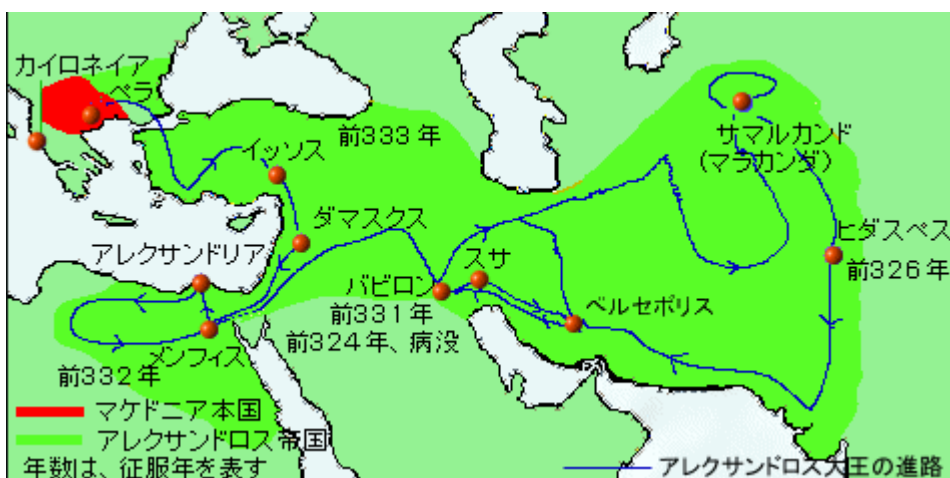 カイロネイア
ペラ
イッソス
前333年
サマルカンド
(マラカンダ)
ダマスクス
アレクサンドリア
ヒダスペス
前326年
スサ
バビロン
前331年
前324年、病没
ペルセポリス
メンフィス
前332年
マケドニア本国
アレクサンドロス帝国
年数は、征服年を表す
アレクサンドロス大王の進路